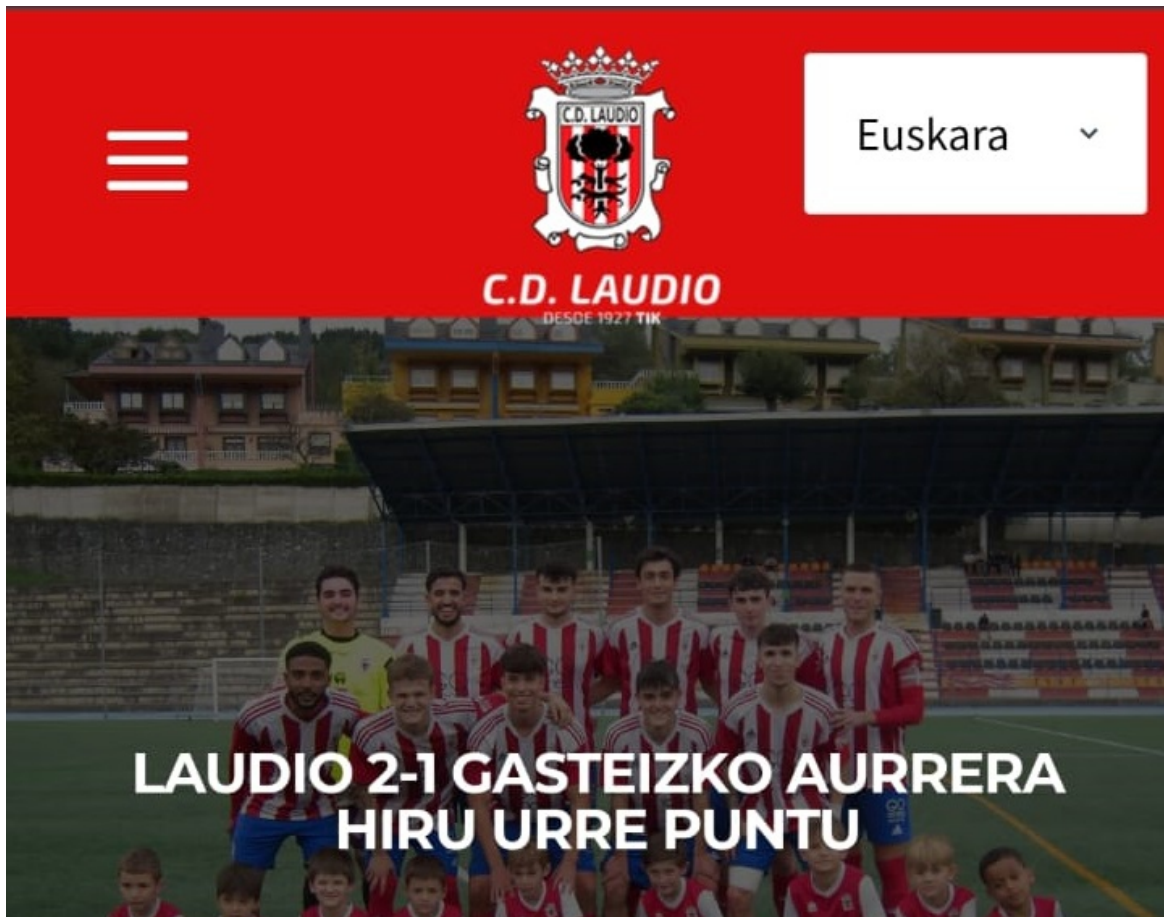 C.D. LAUDIO
Euskara
C.D. LAUDIO
DESDE 1927 TIK
LAUDIO 2-1 GASTEIZKO AURRERA
HIRU URRE PUNTU